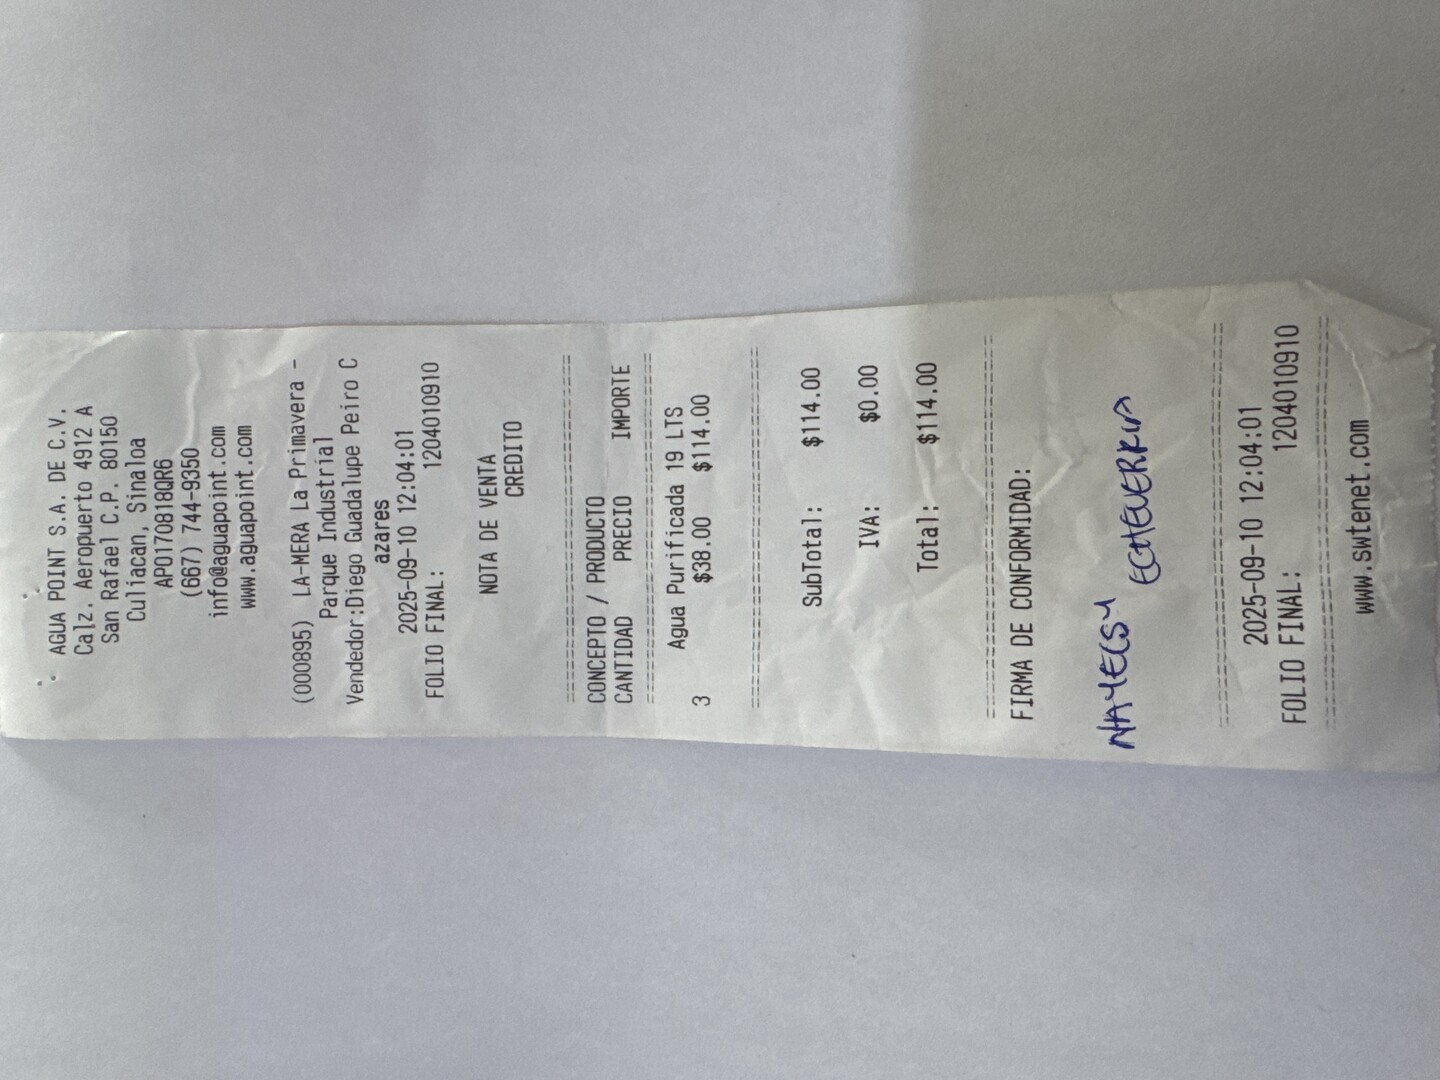 AGUA POINT S.A. DE C.V.
Calz. Aeropuerto 4912 A
San Rafael C.P. 80150
Culiacan, Sinaloa
APO170818QR6
(667) 744-9350
info@aguapoint.com
www.aguapoint.com
(000895) LA-MERA La Primavera -
Parque Industrial
Vendedor:Diego Guadalupe Peiro C
azares
2025-09-10 12:04:01
FOLIO FINAL: 1204010910
NOTA DE VENTA
CREDITO
CONCEPTO / PRODUCTO
CANTIDAD PRECIO IMPORTE
Agua Purificada 19 LTS
3 $38.00 $114.00
SubTotal: $114.00
IVA: $0.00
Total: $114.00
FIRMA DE CONFORMIDAD:
NAYECSY ECHEVERRIA
2025-09-10 12:04:01
FOLIO FINAL: 1204010910
www.swtenet.com